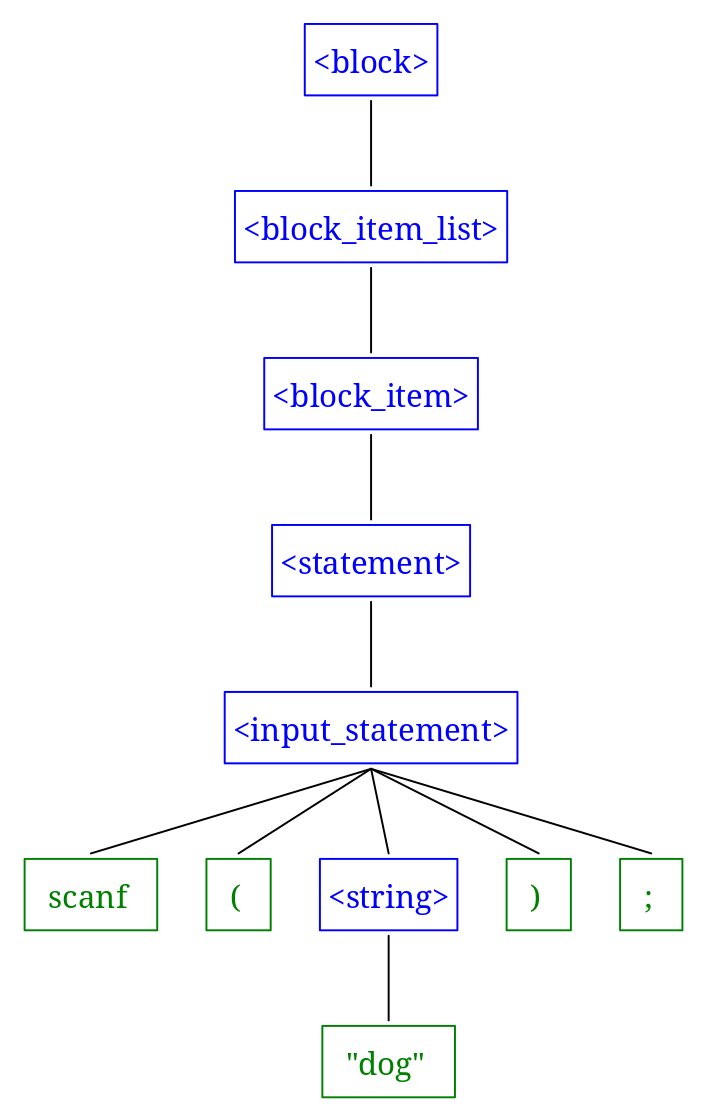 <block>
<block_item_list>
<block_item>
<statement>
<input_statement>
scanf ( <string> ) ;
"dog"